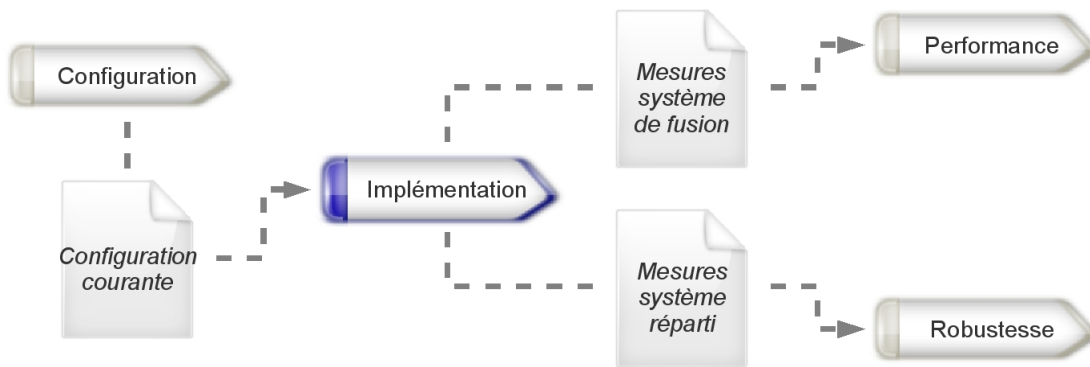 Configuration
Configuration
courante
Implémentation
Mesures
système
de fusion
Performance
Mesures
système
réparti
Robustesse